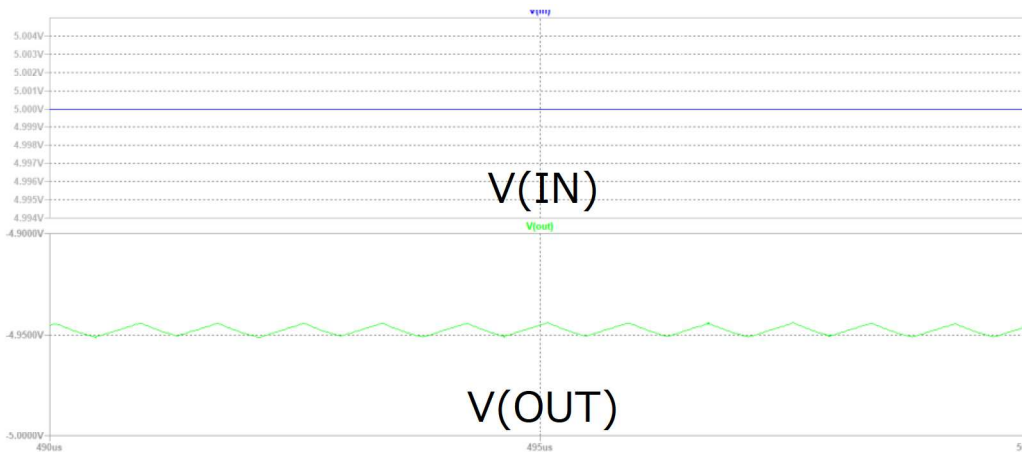 V(in)
5.004V
5.003V
5.002V
5.001V
5.000V
4.999V
4.998V
4.997V
4.996V
4.995V
4.994V
V(IN)
V(out)
-4.9000V
-4.9500V
V(OUT)
-5.0000V
490us
495us